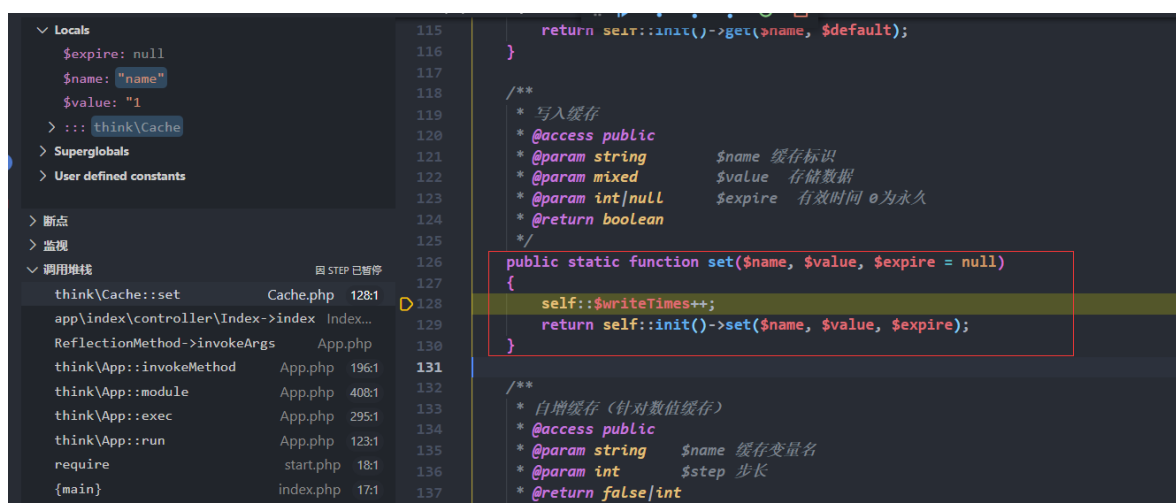 Locals
$expire: null
$name: "name"
$value: "1
::: think\Cache
Superglobals
User defined constants
断点
监视
调用堆栈 因 STEP 已暂停
think\Cache::set Cache.php 128:1
app\index\controller\Index->index Index...
ReflectionMethod->invokeArgs App.php
think\App::invokeMethod App.php 196:1
think\App::module App.php 408:1
think\App::exec App.php 295:1
think\App::run App.php 123:1
require start.php 18:1
{main} index.php 17:1
115 return self::init()->get($name, $default);
116 }
117
118 /**
119 * 写入缓存
120 * @access public
121 * @param string $name 缓存标识
122 * @param mixed $value 存储数据
123 * @param int|null $expire 有效时间 0为永久
124 * @return boolean
125 */
126 public static function set($name, $value, $expire = null)
127 {
128 self::$writeTimes++;
129 return self::init()->set($name, $value, $expire);
130 }
131
132 /**
133 * 自增缓存（针对数值缓存）
134 * @access public
135 * @param string $name 缓存变量名
136 * @param int $step 步长
137 * @return false|int